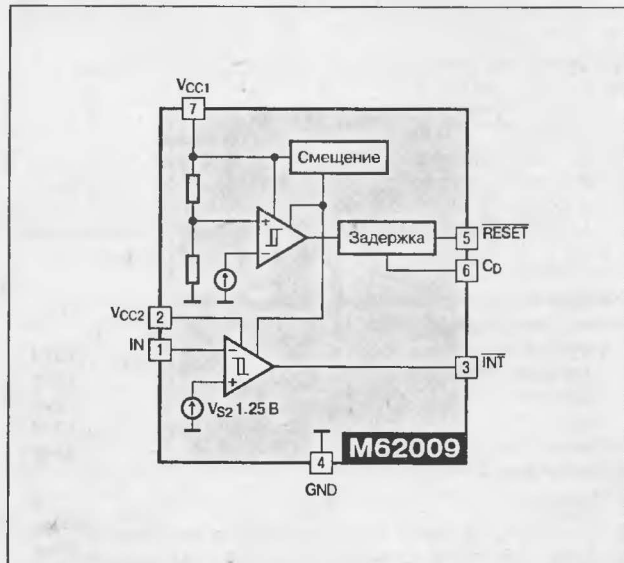 VCC1
7
Смещение
+
−
Задержка
5
RESET
6
CD
VCC2
2
IN
1
−
+
3
INT
VS2 1.25 В
M62009
4
GND